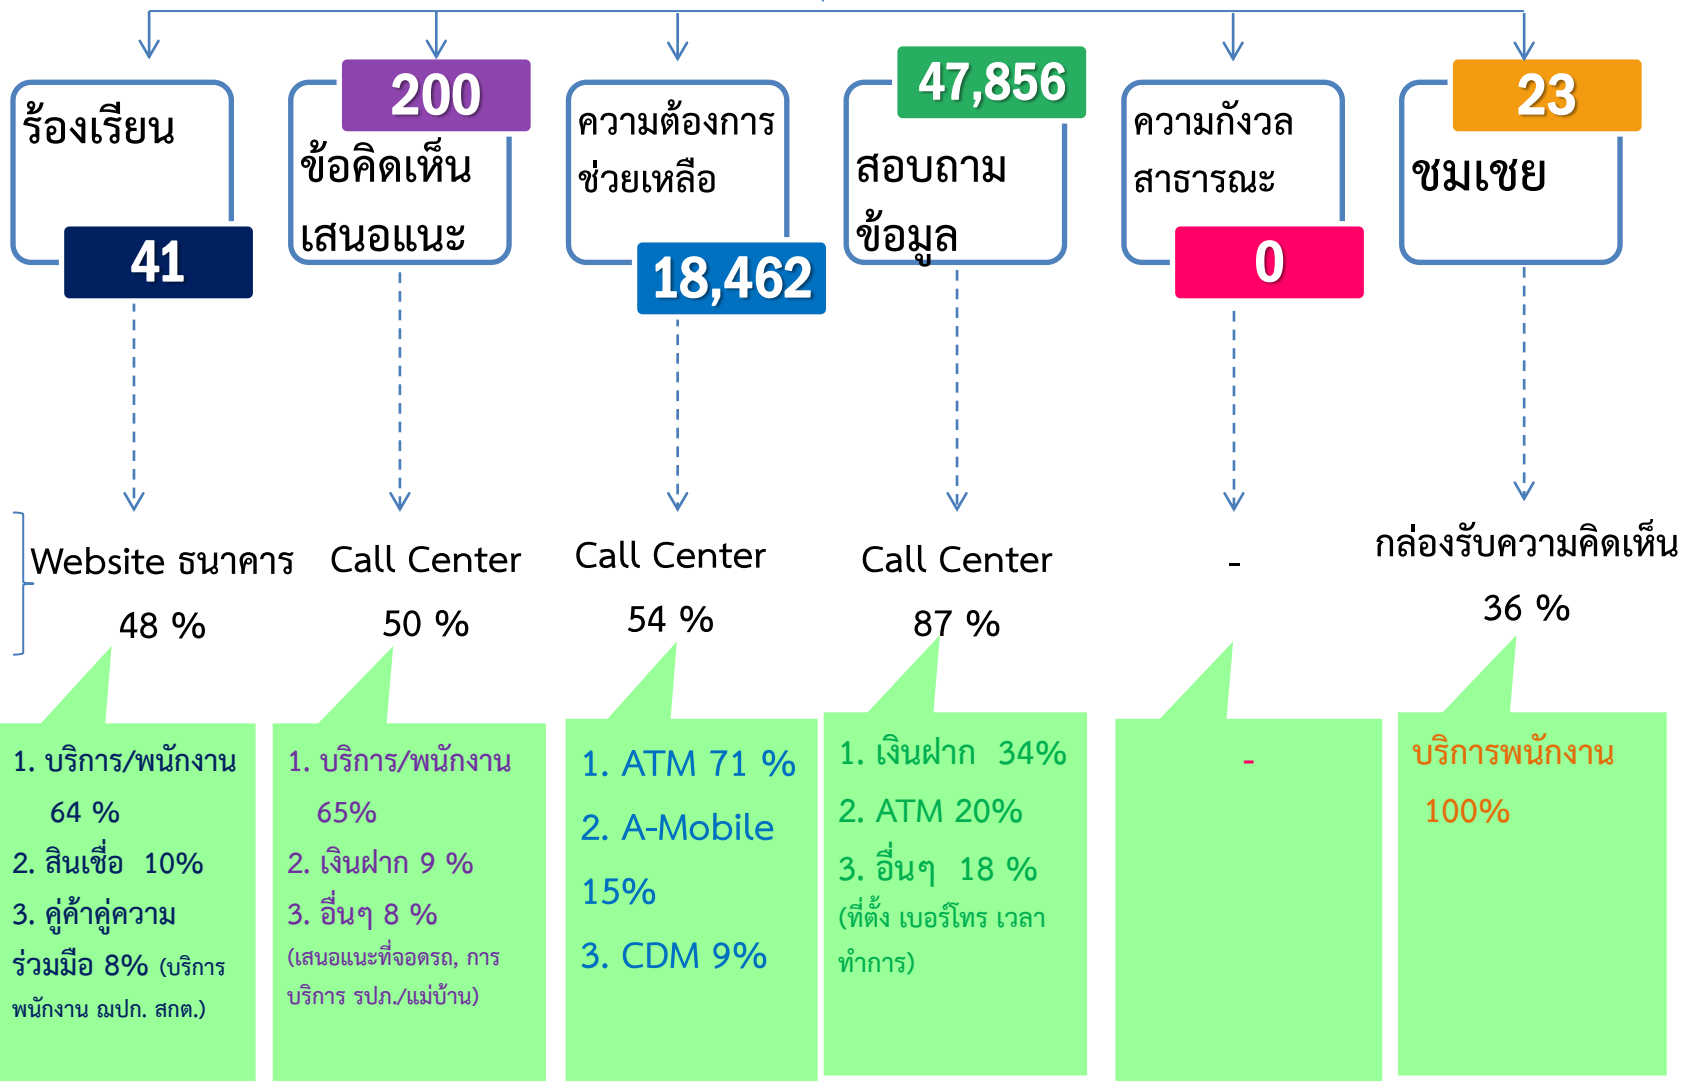 ร้องเรียน
41
200
ข้อคิดเห็น
เสนอแนะ
ความต้องการ
ช่วยเหลือ
18,462
47,856
สอบถาม
ข้อมูล
ความกังวล
สาธารณะ
0
23
ชมเชย
Website ธนาคาร
48 %
Call Center
50 %
Call Center
54 %
Call Center
87 %
-
กล่องรับความคิดเห็น
36 %
1. บริการ/พนักงาน
64 %
2. สินเชื่อ 10%
3. คู่ค้าคู่ความ
ร่วมมือ 8% (บริการ
พนักงาน ฌปก. สกต.)
1. บริการ/พนักงาน
65%
2. เงินฝาก 9 %
3. อื่นๆ 8 %
(เสนอแนะที่จอดรถ, การ
บริการ รปภ./แม่บ้าน)
1. ATM 71 %
2. A-Mobile
15%
3. CDM 9%
1. เงินฝาก 34%
2. ATM 20%
3. อื่นๆ 18 %
(ที่ตั้ง เบอร์โทร เวลา
ทำการ)
-
บริการพนักงาน
100%